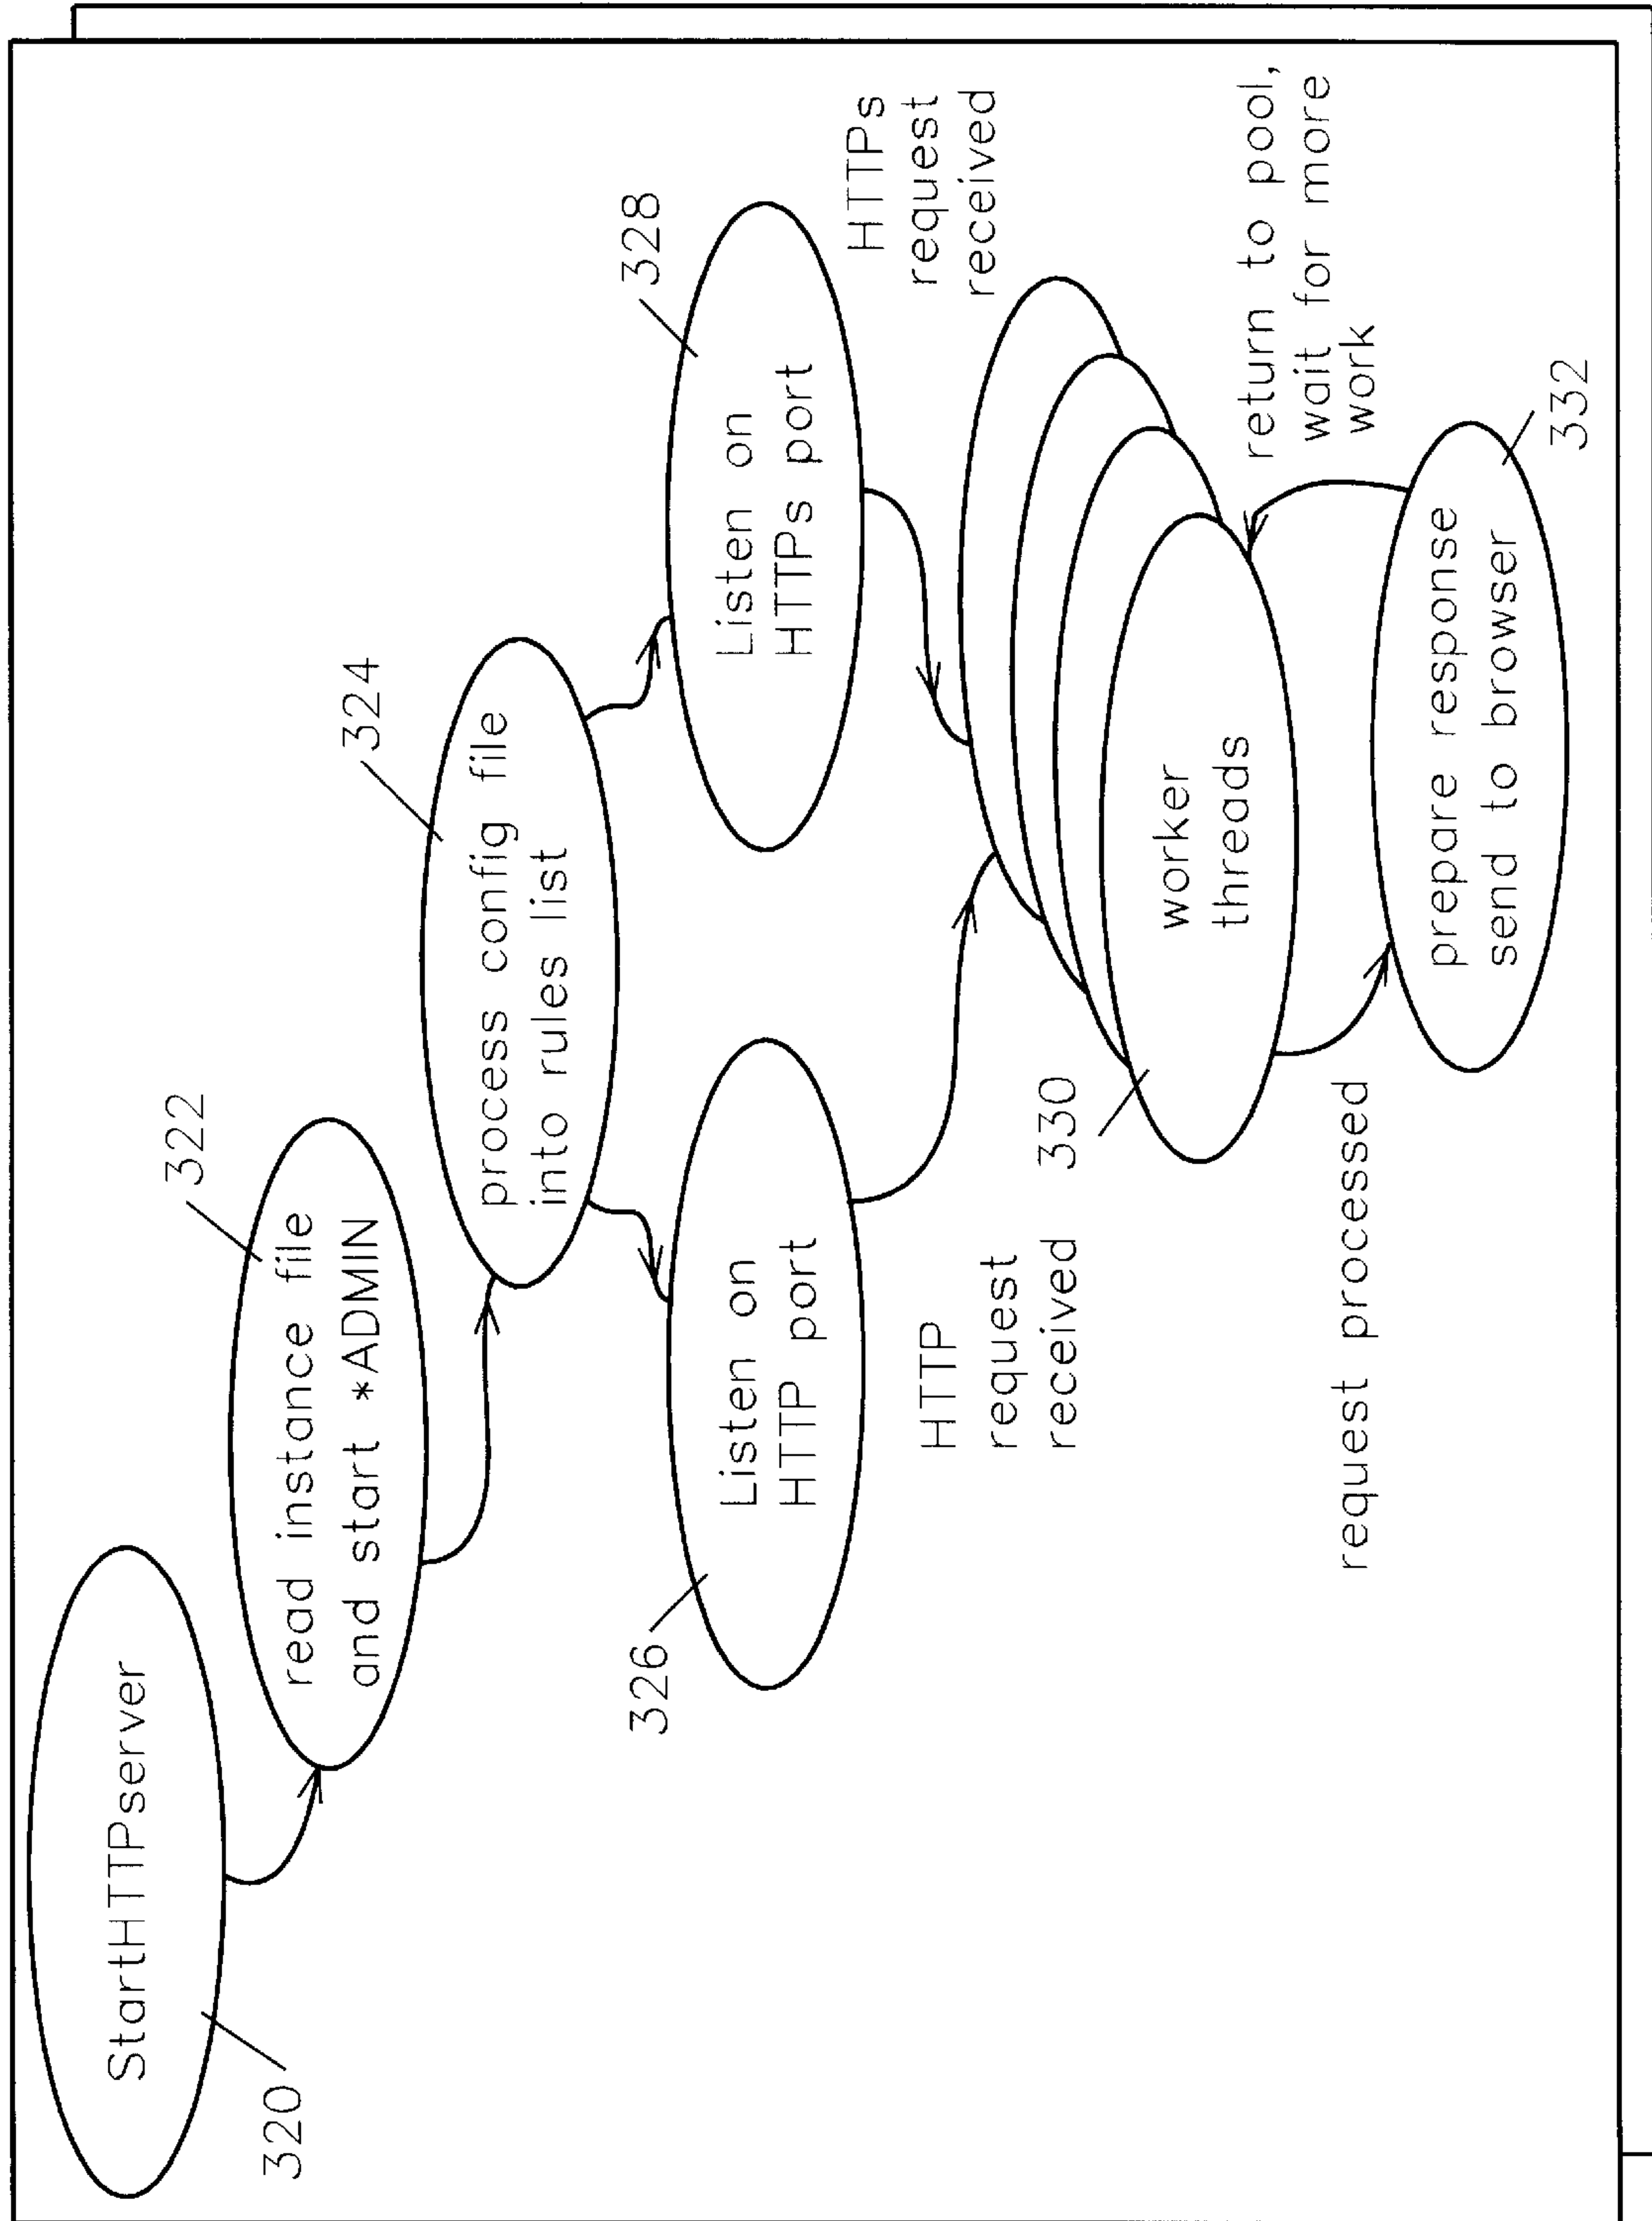 StartHTTPserver
320
322
read instance file
and start *ADMIN
324
process config file
into rules list
326
Listen on
HTTP port
328
Listen on
HTTPs port
HTTP
request
received
HTTPs
request
received
330
worker
threads
return to pool,
wait for more
work
request processed
prepare response
send to browser
332